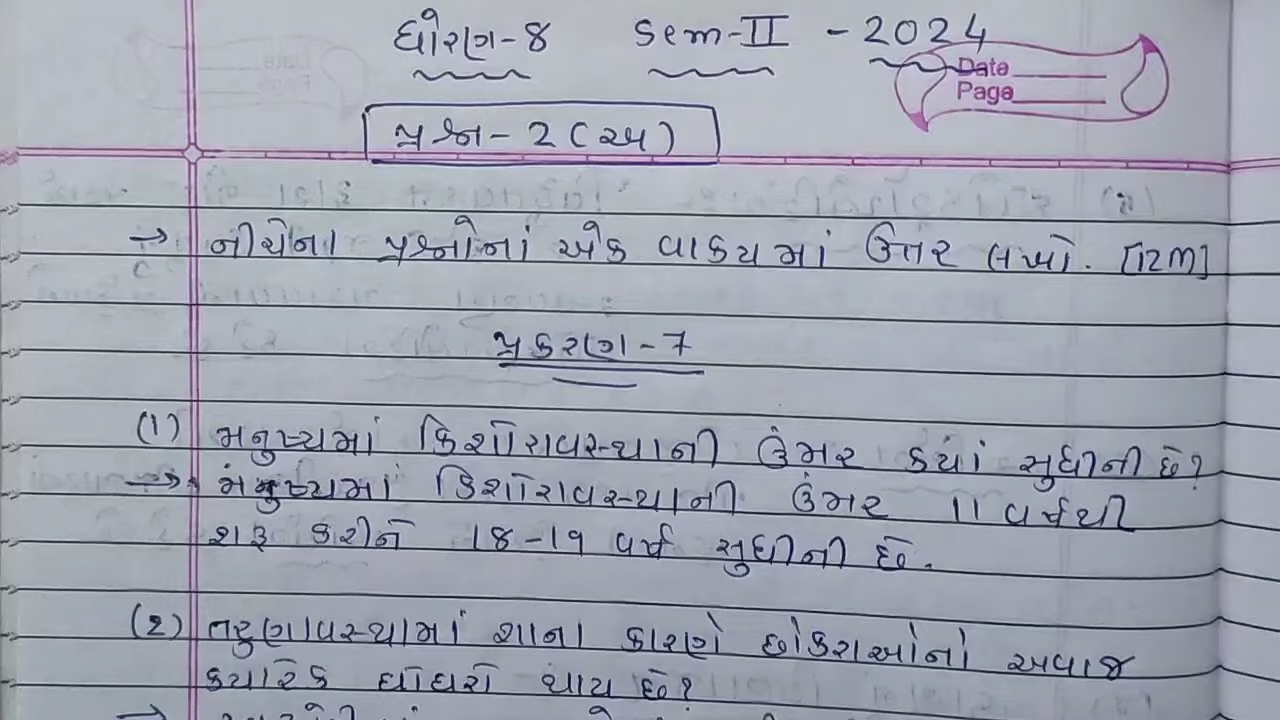 ધોરણ-૪ Sem-II - 2024
Date
Page
પ્રશ્ન - 2 (અ)
→ નીચેના પ્રશ્નોનાં એક વાક્યમાં ઉત્તર લખો. [12M]
પ્રકરણ - 7
(1) મનુષ્યમાં કિશોરાવસ્થાની ઉંમર ક્યાં સુધીની છે?
→ મનુષ્યમાં કિશોરાવસ્થાની ઉંમર 11 વર્ષથી
શરૂ કરીને 18-19 વર્ષ સુધીની છે.
(2) તરુણાવસ્થામાં શાના કારણે છોકરાઓનો અવાજ
ક્યારેક ઘોઘરો થાય છે?
→